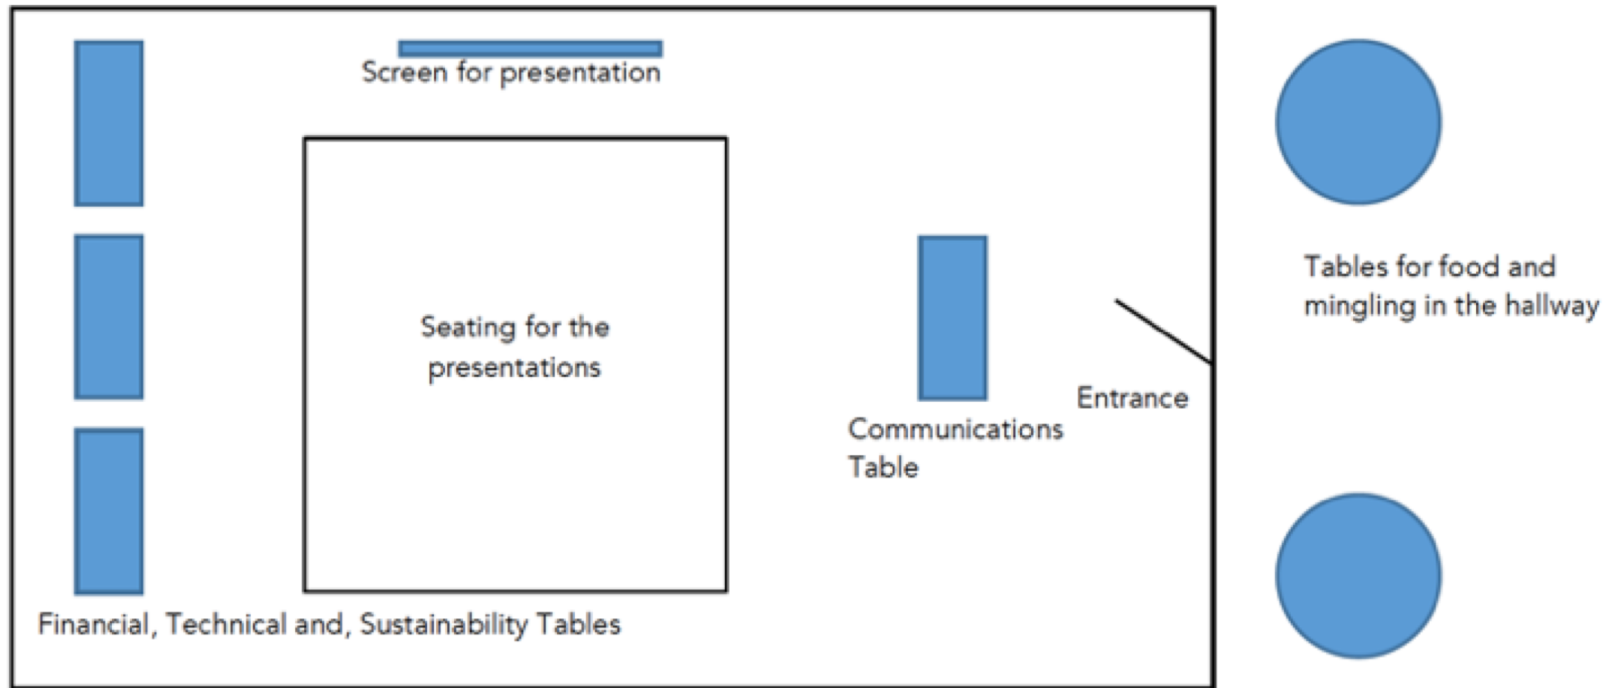 Screen for presentation
Seating for the
presentations
Communications
Table
Entrance
Tables for food and
mingling in the hallway
Financial, Technical and, Sustainability Tables